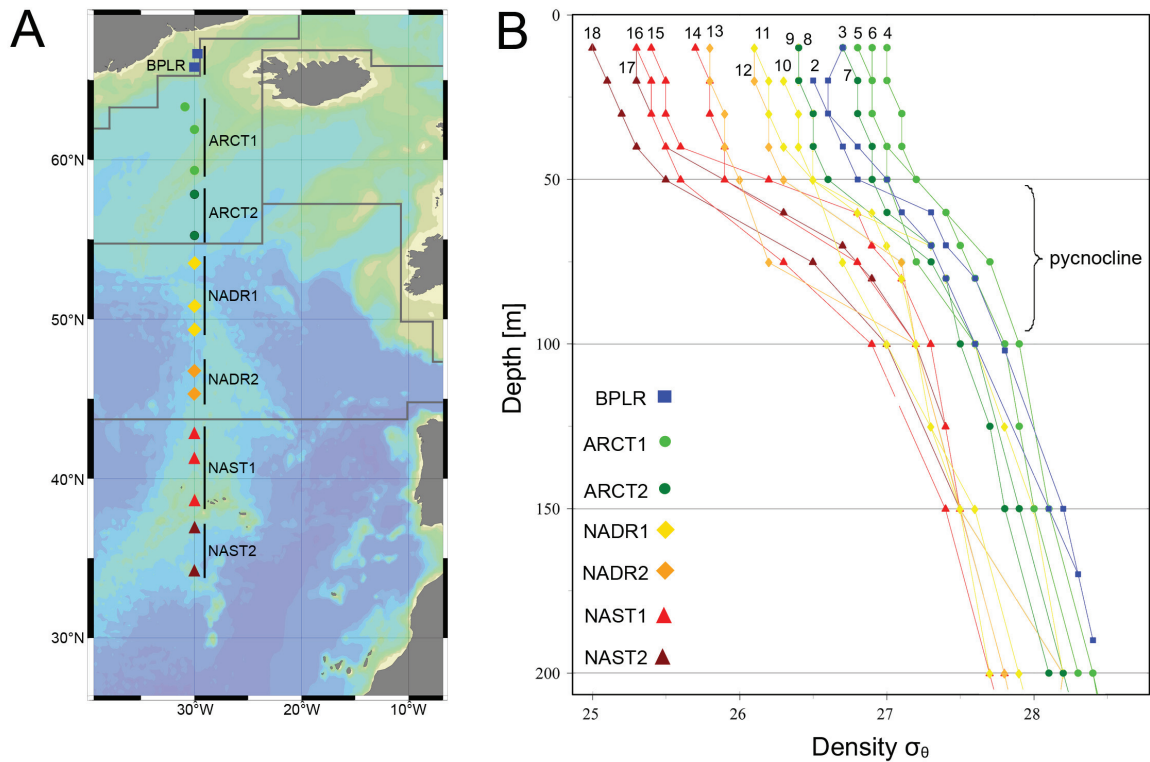 A
BPLR
ARCT1
ARCT2
NADR1
NADR2
NAST1
NAST2
60°N
50°N
40°N
30°N
30°W
20°W
10°W
B
0
50
100
150
200
Depth [m]
18
16
15
17
14
13
12
11
10
9
8
2
3
5
6
4
7
pycnocline
BPLR
ARCT1
ARCT2
NADR1
NADR2
NAST1
NAST2
25
26
27
28
Density σθ